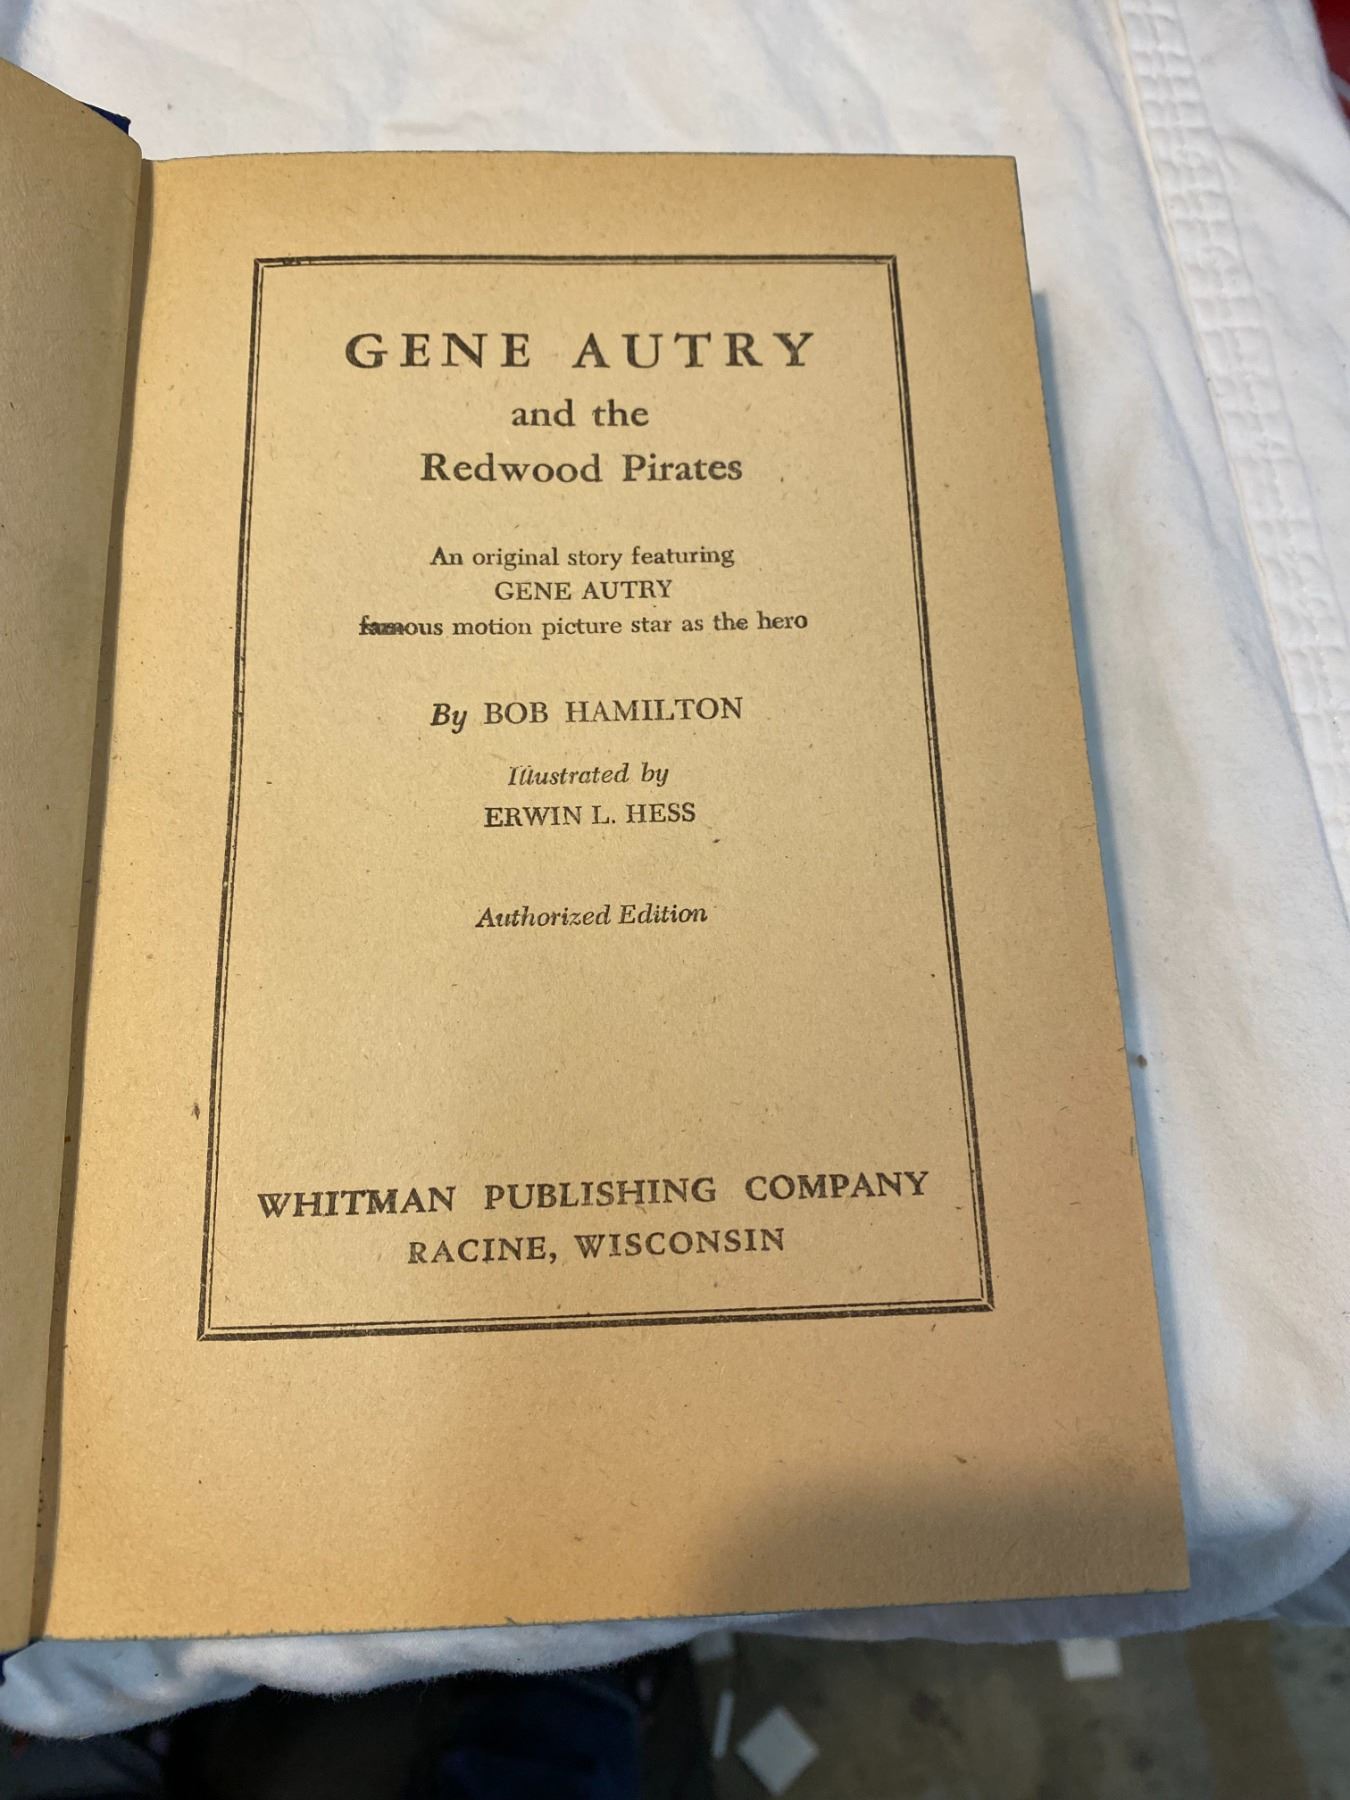 GENE AUTRY
and the
Redwood Pirates
An original story featuring
GENE AUTRY
famous motion picture star as the hero
By BOB HAMILTON
Illustrated by
ERWIN L. HESS
Authorized Edition
WHITMAN PUBLISHING COMPANY
RACINE, WISCONSIN